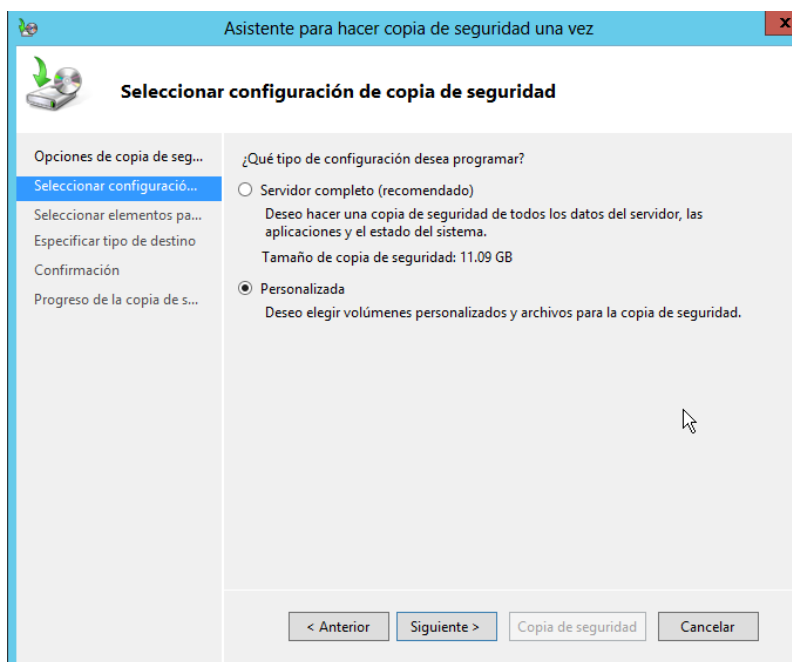 Asistente para hacer copia de seguridad una vez
x
Seleccionar configuración de copia de seguridad
Opciones de copia de seg...
Seleccionar configuració...
Seleccionar elementos pa...
Especificar tipo de destino
Confirmación
Progreso de la copia de s...
¿Qué tipo de configuración desea programar?
Servidor completo (recomendado)
Deseo hacer una copia de seguridad de todos los datos del servidor, las
aplicaciones y el estado del sistema.
Tamaño de copia de seguridad: 11.09 GB
Personalizada
Deseo elegir volúmenes personalizados y archivos para la copia de seguridad.
< Anterior
Siguiente >
Copia de seguridad
Cancelar